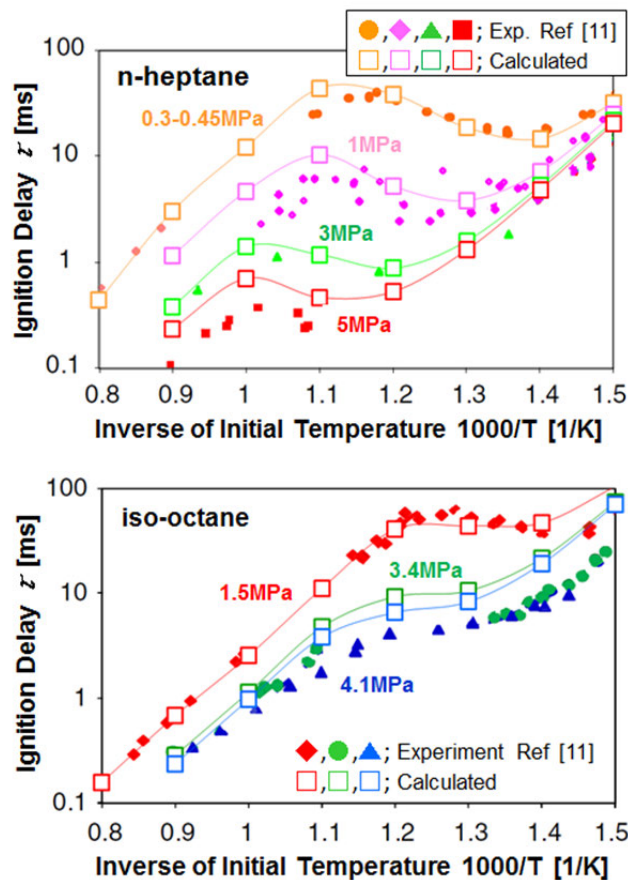 ●,◆,▲,■; Exp. Ref [11]
□,□,□,□; Calculated
n-heptane
Ignition Delay τ [ms]
100
10
1
0.1
0.3-0.45MPa
1MPa
3MPa
5MPa
0.8 0.9 1 1.1 1.2 1.3 1.4 1.5
Inverse of Initial Temperature 1000/T [1/K]
iso-octane
Ignition Delay τ [ms]
100
10
1
0.1
1.5MPa
3.4MPa
4.1MPa
◆,●,▲; Experiment Ref [11]
□,□,□; Calculated
0.8 0.9 1 1.1 1.2 1.3 1.4 1.5
Inverse of Initial Temperature 1000/T [1/K]